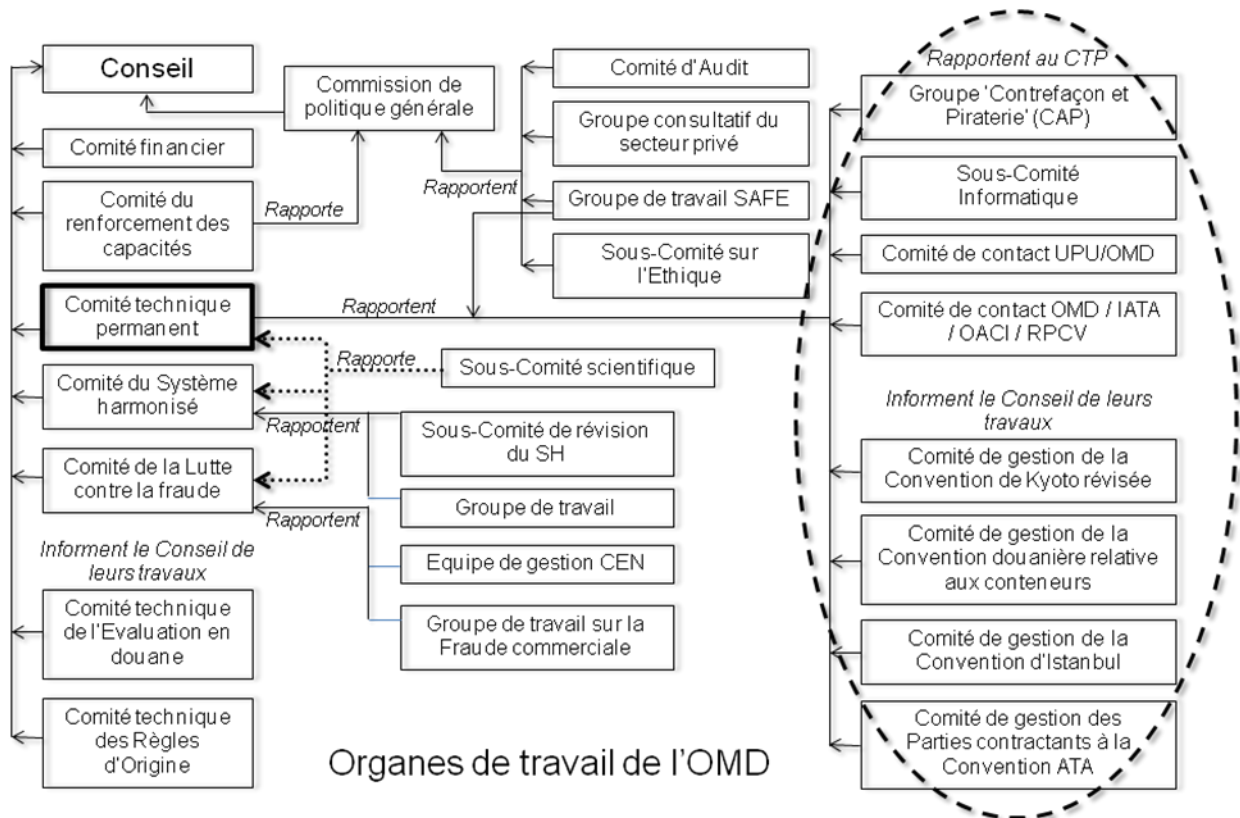 Conseil
Comité financier
Comité du
renforcement des
capacités
Comité technique
permanent
Comité du Système
harmonisé
Comité de la Lutte
contre la fraude
Informent le Conseil de
leurs travaux
Comité technique
de l'Evaluation en
douane
Comité technique
des Règles
d'Origine
Commission de
politique générale
Rapporte
Rapportent
Rapportent
Rapporte
Rapportent
Rapportent
Comité d'Audit
Groupe consultatif du
secteur privé
Groupe de travail SAFE
Sous-Comité sur
l'Ethique
Sous-Comité scientifique
Sous-Comité de révision
du SH
Groupe de travail
Equipe de gestion CEN
Groupe de travail sur la
Fraude commerciale
Rapportent au CTP
Groupe 'Contrefaçon et
Piraterie' (CAP)
Sous-Comité
Informatique
Comité de contact UPU/OMD
Comité de contact OMD / IATA
/ OACI / RPCV
Informent le Conseil de leurs
travaux
Comité de gestion de la
Convention de Kyoto révisée
Comité de gestion de la
Convention douanière relative
aux conteneurs
Comité de gestion de la
Convention d'Istanbul
Comité de gestion des
Parties contractants à la
Convention ATA
Organes de travail de l'OMD